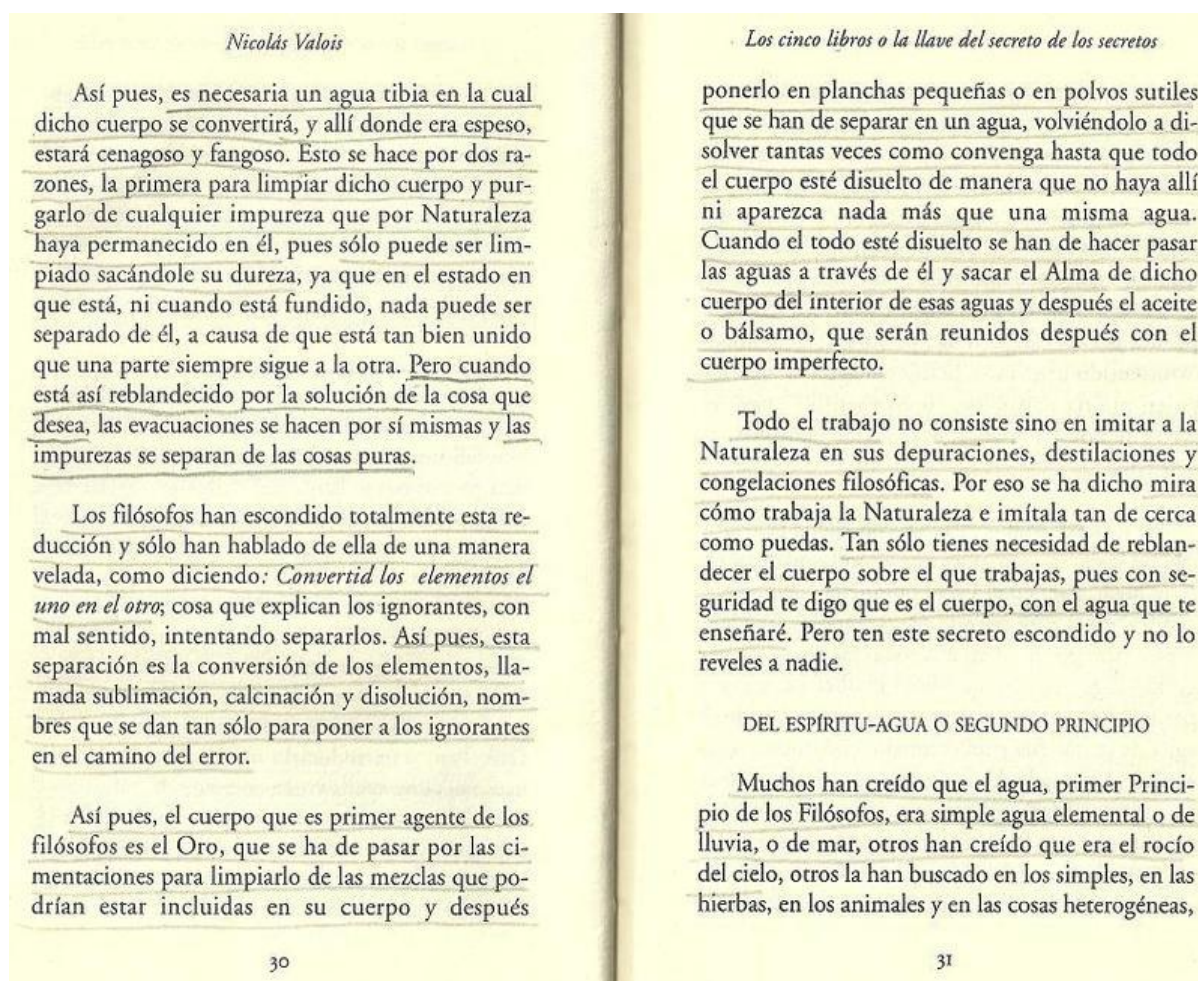 Nicolás Valois
Así pues, es necesaria un agua tibia en la cual
dicho cuerpo se convertirá, y allí donde era espeso,
estará cenagoso y fangoso. Esto se hace por dos ra-
zones, la primera para limpiar dicho cuerpo y pur-
garlo de cualquier impureza que por Naturaleza
haya permanecido en él, pues sólo puede ser lim-
piado sacándole su dureza, ya que en el estado en
que está, ni cuando está fundido, nada puede ser
separado de él, a causa de que está tan bien unido
que una parte siempre sigue a la otra. Pero cuando
está así reblandecido por la solución de la cosa que
desea, las evacuaciones se hacen por sí mismas y las
impurezas se separan de las cosas puras.
Los filósofos han escondido totalmente esta re-
ducción y sólo han hablado de ella de una manera
velada, como diciendo: Convertid los elementos el
uno en el otro; cosa que explican los ignorantes, con
mal sentido, intentando separarlos. Así pues, esta
separación es la conversión de los elementos, lla-
mada sublimación, calcinación y disolución, nom-
bres que se dan tan sólo para poner a los ignorantes
en el camino del error.
Así pues, el cuerpo que es primer agente de los
filósofos es el Oro, que se ha de pasar por las ci-
mentaciones para limpiarlo de las mezclas que po-
drían estar incluidas en su cuerpo y después
30
Los cinco libros o la llave del secreto de los secretos
ponerlo en planchas pequeñas o en polvos sutiles
que se han de separar en un agua, volviéndolo a di-
solver tantas veces como convenga hasta que todo
el cuerpo esté disuelto de manera que no haya allí
ni aparezca nada más que una misma agua.
Cuando el todo esté disuelto se han de hacer pasar
las aguas a través de él y sacar el Alma de dicho
cuerpo del interior de esas aguas y después el aceite
o bálsamo, que serán reunidos después con el
cuerpo imperfecto.
Todo el trabajo no consiste sino en imitar a la
Naturaleza en sus depuraciones, destilaciones y
congelaciones filosóficas. Por eso se ha dicho mira
cómo trabaja la Naturaleza e imítala tan de cerca
como puedas. Tan sólo tienes necesidad de reblan-
decer el cuerpo sobre el que trabajas, pues con se-
guridad te digo que es el cuerpo, con el agua que te
enseñaré. Pero ten este secreto escondido y no lo
reveles a nadie.
DEL ESPÍRITU-AGUA O SEGUNDO PRINCIPIO
Muchos han creído que el agua, primer Princi-
pio de los Filósofos, era simple agua elemental o de
lluvia, o de mar, otros han creído que era el rocío
del cielo, otros la han buscado en los simples, en las
hierbas, en los animales y en las cosas heterogéneas,
31